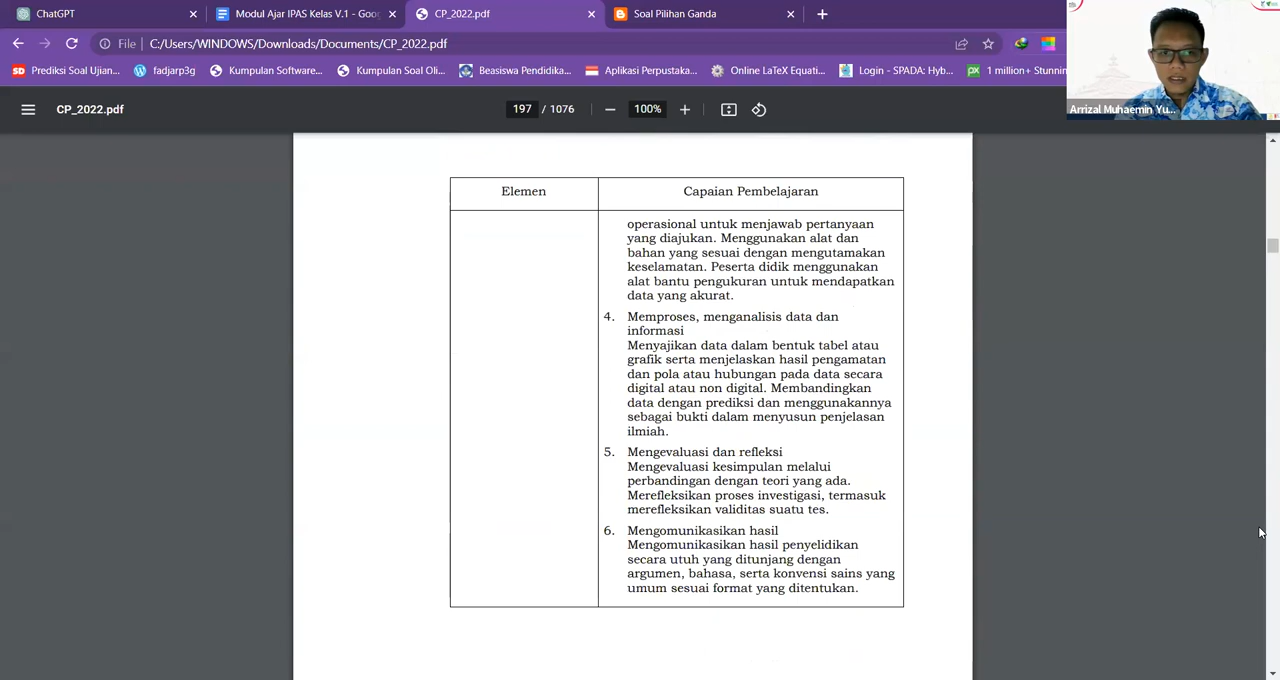 ChatGPT
Modul Ajar IPAS Kelas V.1 - Goo
CP_2022.pdf
Soal Pilihan Ganda
File
C:/Users/WINDOWS/Downloads/Documents/CP_2022.pdf
Prediksi Soal Ujian...
fadjarp3g
Kumpulan Software...
Kumpulan Soal Oli...
Beasiswa Pendidika...
Aplikasi Perpustaka...
Online LaTeX Equati...
Login - SPADA: Hyb...
1 million+ Stunnin
Arrizal Muhaemin Yu...
CP_2022.pdf
197 / 1076
100%
Elemen
Capaian Pembelajaran
operasional untuk menjawab pertanyaan
yang diajukan. Menggunakan alat dan
bahan yang sesuai dengan mengutamakan
keselamatan. Peserta didik menggunakan
alat bantu pengukuran untuk mendapatkan
data yang akurat.
4. Memproses, menganalisis data dan
informasi
Menyajikan data dalam bentuk tabel atau
grafik serta menjelaskan hasil pengamatan
dan pola atau hubungan pada data secara
digital atau non digital. Membandingkan
data dengan prediksi dan menggunakannya
sebagai bukti dalam menyusun penjelasan
ilmiah.
5. Mengevaluasi dan refleksi
Mengevaluasi kesimpulan melalui
perbandingan dengan teori yang ada.
Merefleksikan proses investigasi, termasuk
merefleksikan validitas suatu tes.
6. Mengomunikasikan hasil
Mengomunikasikan hasil penyelidikan
secara utuh yang ditunjang dengan
argumen, bahasa, serta konvensi sains yang
umum sesuai format yang ditentukan.